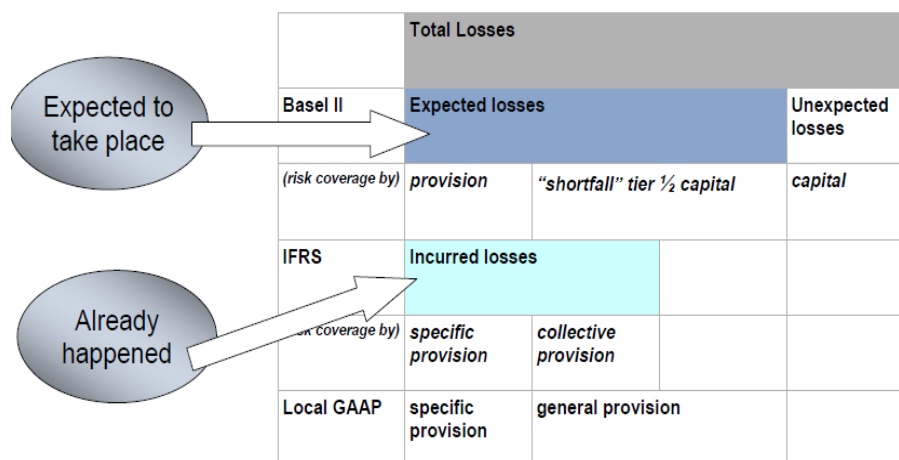 Total Losses
Expected to
take place
Basel II
Expected losses
Unexpected
losses
(risk coverage by)
provision
“shortfall” tier ½ capital
capital
IFRS
Incurred losses
Already
happened
coverage by)
specific
provision
collective
provision
Local GAAP
specific
provision
general provision